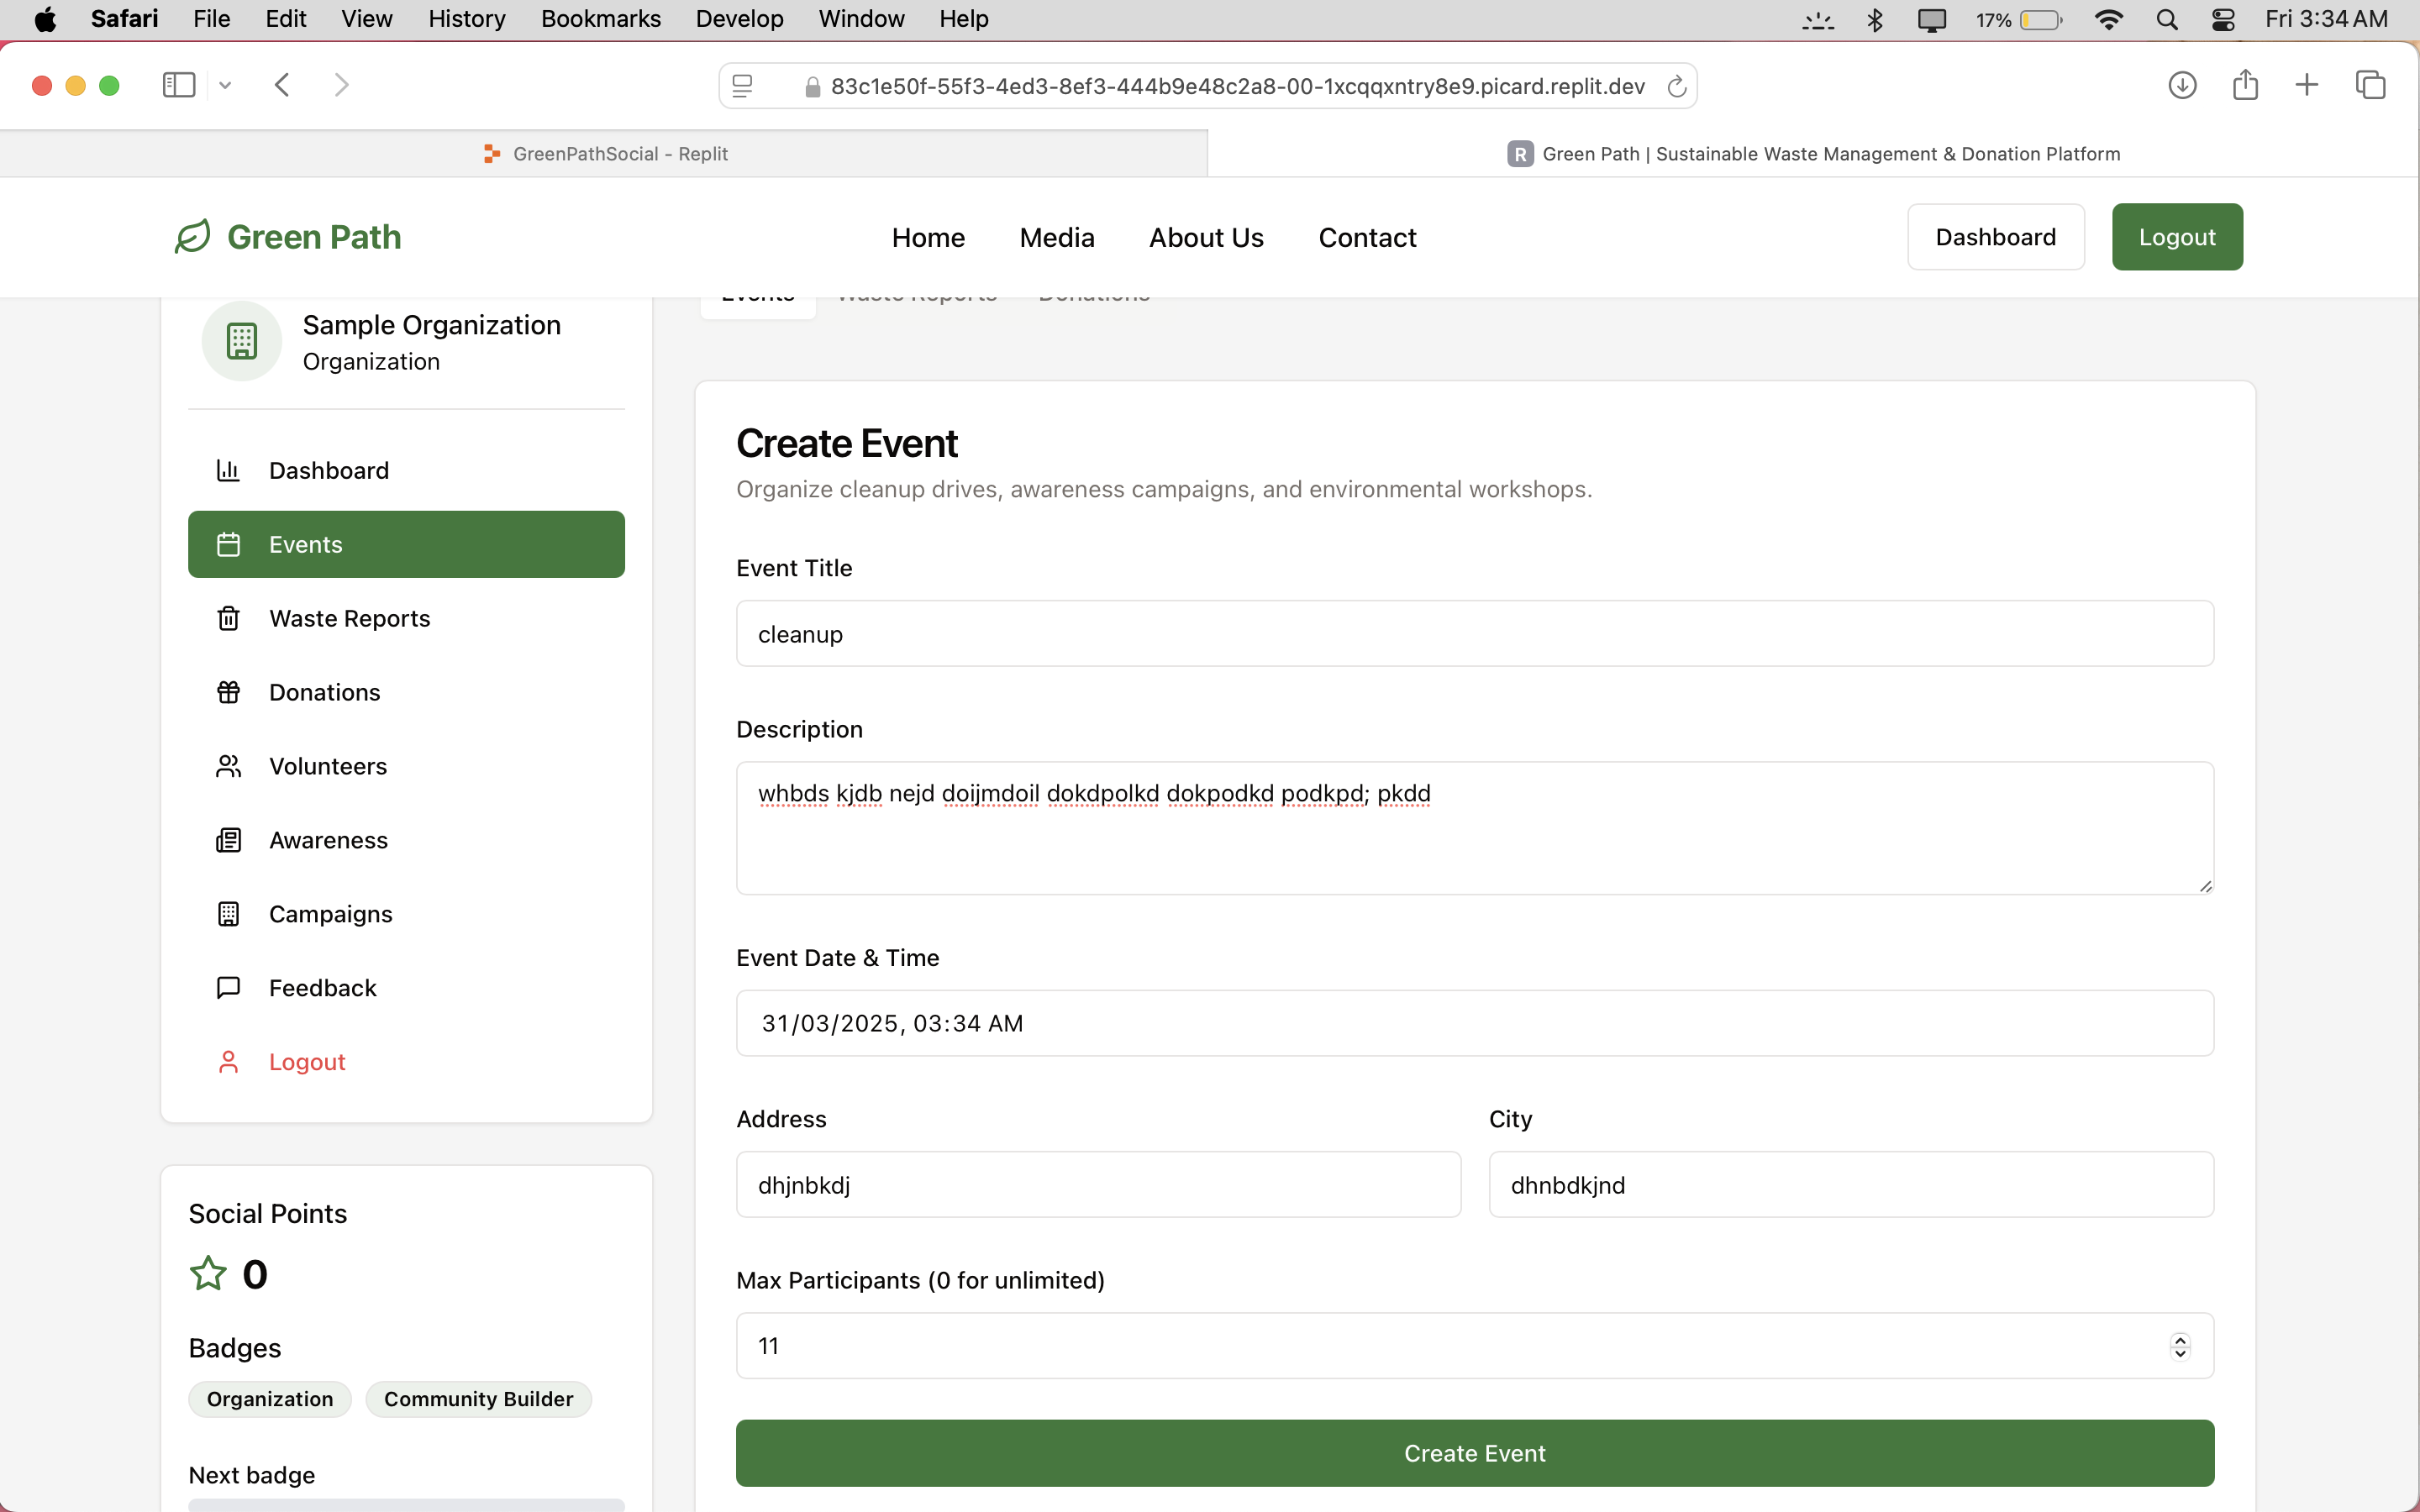 Safari File Edit View History Bookmarks Develop Window Help 17% Fri 3:34 AM
83c1e50f-55f3-4ed3-8ef3-444b9e48c2a8-00-1xcqqxntry8e9.picard.replit.dev
GreenPathSocial - Replit
R Green Path | Sustainable Waste Management & Donation Platform
Green Path
Home Media About Us Contact
Dashboard Logout
Events Waste Reports Donations
Sample Organization
Organization
Dashboard
Events
Waste Reports
Donations
Volunteers
Awareness
Campaigns
Feedback
Logout
Social Points
0
Badges
Organization Community Builder
Next badge
Create Event
Organize cleanup drives, awareness campaigns, and environmental workshops.
Event Title
cleanup
Description
whbds kjdb nejd doijmdoil dokdpolkd dokpodkd podkpd; pkdd
Event Date & Time
31/03/2025, 03:34 AM
Address City
dhjnbkdj dhnbdkjnd
Max Participants (0 for unlimited)
11
Create Event